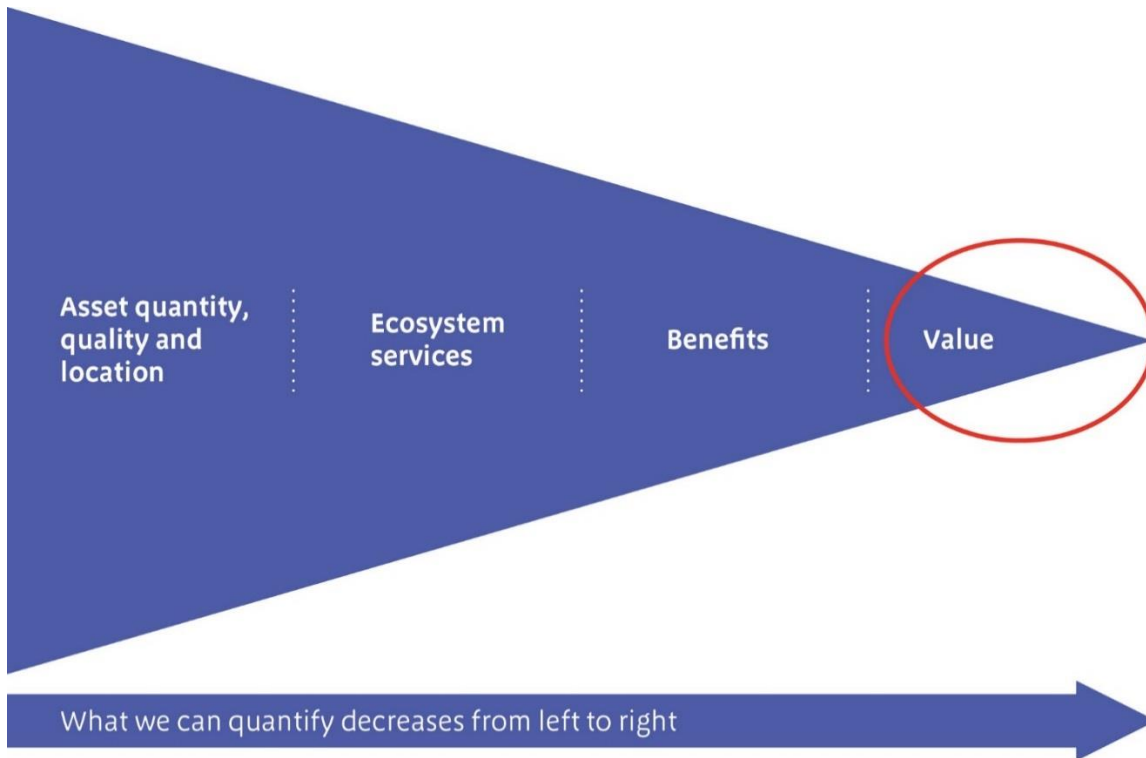 Asset quantity,
quality and
location
Ecosystem
services
Benefits
Value
What we can quantify decreases from left to right